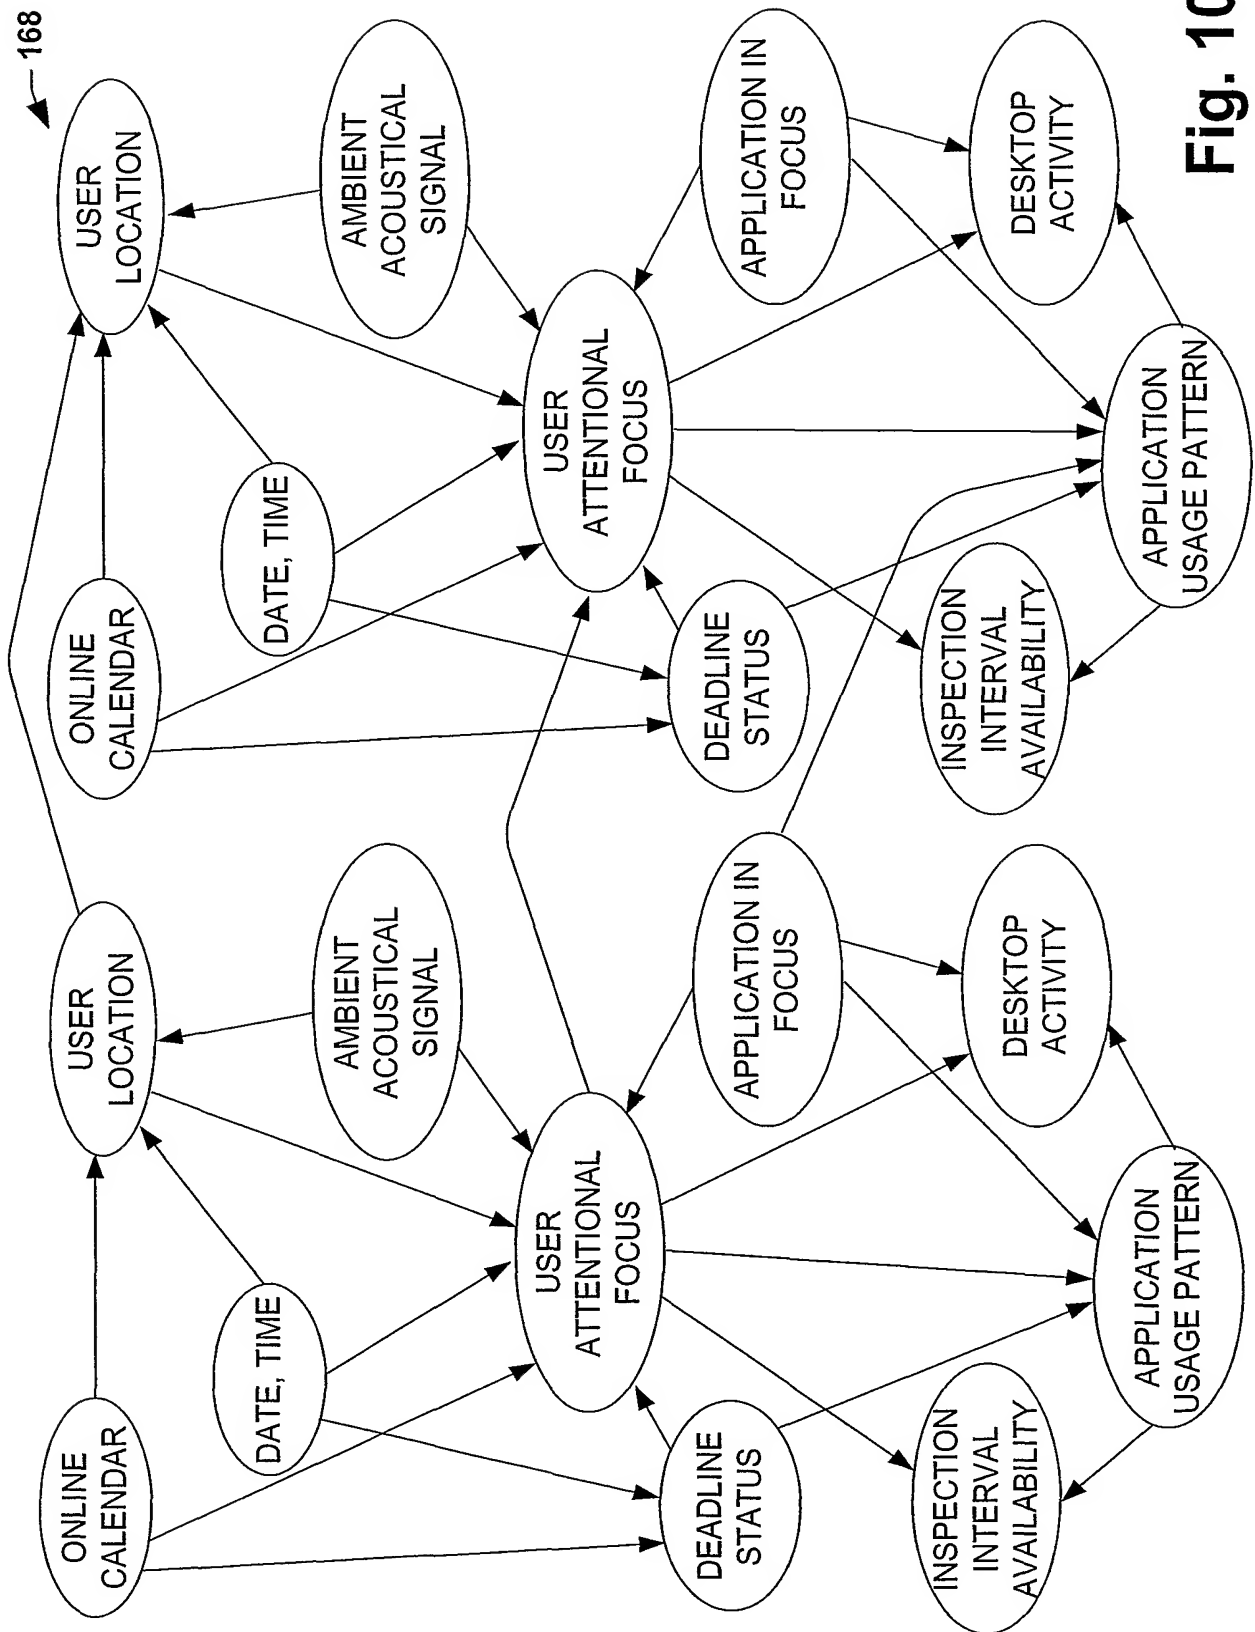 168
USER
LOCATION
ONLINE
CALENDAR
DATE, TIME
AMBIENT
ACOUSTICAL
SIGNAL
USER
ATTENTIONAL
FOCUS
DEADLINE
STATUS
APPLICATION IN
FOCUS
INSPECTION
INTERVAL
AVAILABILITY
DESKTOP
ACTIVITY
APPLICATION
USAGE PATTERN
USER
LOCATION
ONLINE
CALENDAR
DATE, TIME
AMBIENT
ACOUSTICAL
SIGNAL
USER
ATTENTIONAL
FOCUS
DEADLINE
STATUS
APPLICATION IN
FOCUS
INSPECTION
INTERVAL
AVAILABILITY
DESKTOP
ACTIVITY
APPLICATION
USAGE PATTERN
Fig. 10